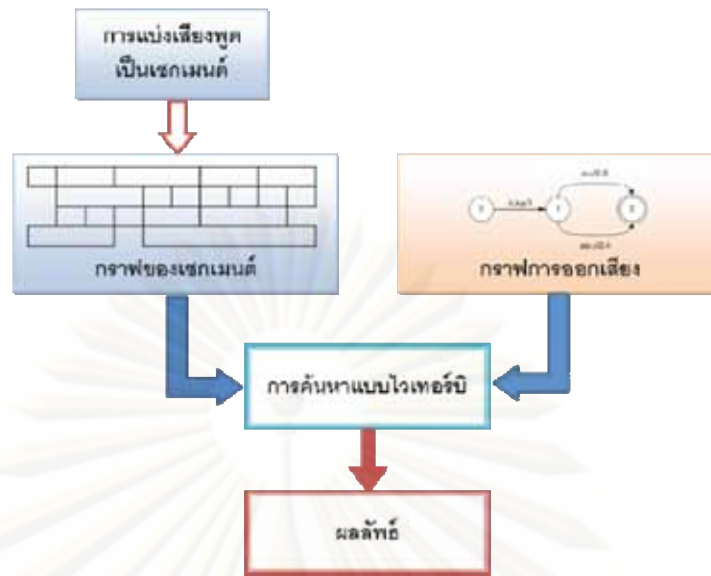 การแบ่งเสียงพูด
เป็นเซกเมนต์
กราฟของเซกเมนต์
กราฟการออกเสียง
การค้นหาแบบไวเทอร์บิ
ผลลัพธ์